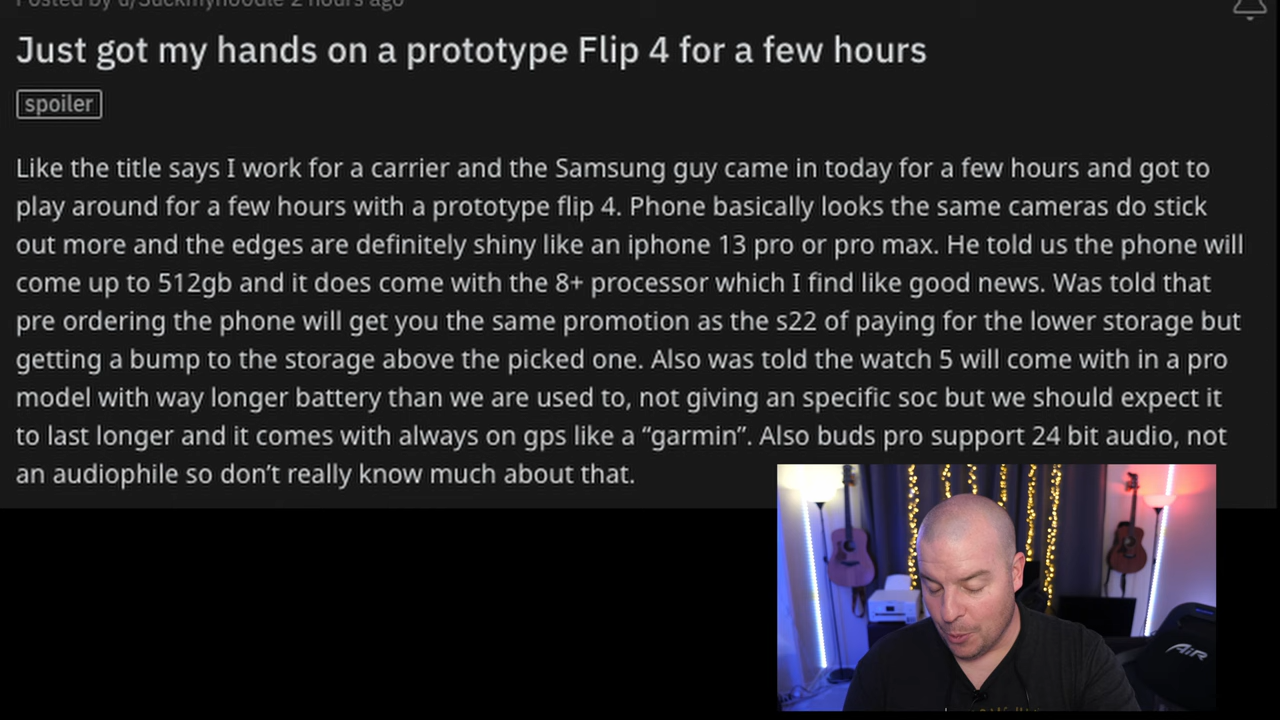 Posted by u/Suckmynoodle 2 hours ago
Just got my hands on a prototype Flip 4 for a few hours
spoiler
Like the title says I work for a carrier and the Samsung guy came in today for a few hours and got to
play around for a few hours with a prototype flip 4. Phone basically looks the same cameras do stick
out more and the edges are definitely shiny like an iphone 13 pro or pro max. He told us the phone will
come up to 512gb and it does come with the 8+ processor which I find like good news. Was told that
pre ordering the phone will get you the same promotion as the s22 of paying for the lower storage but
getting a bump to the storage above the picked one. Also was told the watch 5 will come with in a pro
model with way longer battery than we are used to, not giving an specific soc but we should expect it
to last longer and it comes with always on gps like a “garmin”. Also buds pro support 24 bit audio, not
an audiophile so don’t really know much about that.
AIR